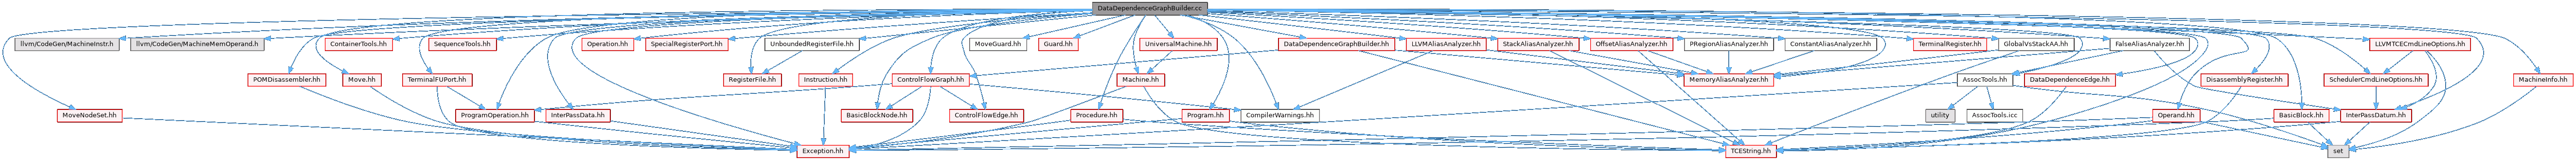 DataDependenceGraphBuilder.cc
llvm/CodeGen/MachineInstr.h
llvm/CodeGen/MachineMemOperand.h
ContainerTools.hh
SequenceTools.hh
Operation.hh
SpecialRegisterPort.hh
UnboundedRegisterFile.hh
MoveGuard.hh
Guard.hh
UniversalMachine.hh
DataDependenceGraphBuilder.hh
LLVMAliasAnalyzer.hh
StackAliasAnalyzer.hh
OffsetAliasAnalyzer.hh
PRegionAliasAnalyzer.hh
ConstantAliasAnalyzer.hh
TerminalRegister.hh
GlobalVsStackAA.hh
FalseAliasAnalyzer.hh
LLVMTCECmdLineOptions.hh
POMDisassembler.hh
Move.hh
TerminalFUPort.hh
RegisterFile.hh
Instruction.hh
ControlFlowGraph.hh
Machine.hh
MemoryAliasAnalyzer.hh
AssocTools.hh
DataDependenceEdge.hh
DisassemblyRegister.hh
SchedulerCmdLineOptions.hh
MachineInfo.hh
MoveNodeSet.hh
ProgramOperation.hh
InterPassData.hh
BasicBlockNode.hh
ControlFlowEdge.hh
Procedure.hh
Program.hh
CompilerWarnings.hh
utility
AssocTools.icc
Operand.hh
BasicBlock.hh
InterPassDatum.hh
Exception.hh
TCEString.hh
set